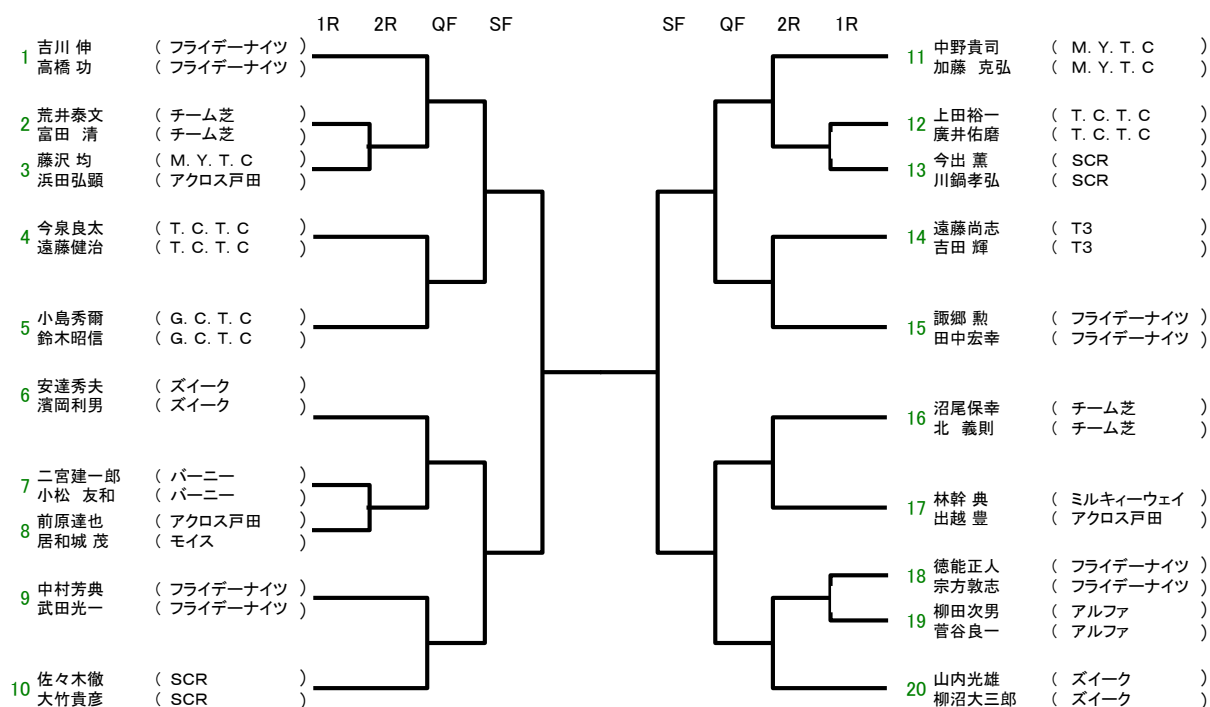 1R 2R QF SF
1 吉川 伸 ( フライデーナイツ )
高橋 功 ( フライデーナイツ )
2 荒井泰文 ( チーム芝 )
富田 清 ( チーム芝 )
3 藤沢 均 ( M. Y. T. C )
浜田弘顕 ( アクロス戸田 )
4 今泉良太 ( T. C. T. C )
遠藤健治 ( T. C. T. C )
5 小島秀爾 ( G. C. T. C )
鈴木昭信 ( G. C. T. C )
6 安達秀夫 ( ズイーク )
濱岡利男 ( ズイーク )
7 二宮建一郎 ( バーニー )
小松 友和 ( バーニー )
8 前原達也 ( アクロス戸田 )
居和城 茂 ( モイス )
9 中村芳典 ( フライデーナイツ )
武田光一 ( フライデーナイツ )
10 佐々木徹 ( SCR )
大竹貴彦 ( SCR )
SF QF 2R 1R
11 中野貴司 ( M. Y. T. C )
加藤 克弘 ( M. Y. T. C )
12 上田裕一 ( T. C. T. C )
廣井佑磨 ( T. C. T. C )
13 今出 薫 ( SCR )
川鍋孝弘 ( SCR )
14 遠藤尚志 ( T3 )
吉田 輝 ( T3 )
15 諏郷 勲 ( フライデーナイツ )
田中宏幸 ( フライデーナイツ )
16 沼尾保幸 ( チーム芝 )
北 義則 ( チーム芝 )
17 林幹 典 ( ミルキィーウェイ )
出越 豊 ( アクロス戸田 )
18 徳能正人 ( フライデーナイツ )
宗方敦志 ( フライデーナイツ )
19 柳田次男 ( アルファ )
菅谷良一 ( アルファ )
20 山内光雄 ( ズイーク )
柳沼大三郎 ( ズイーク )